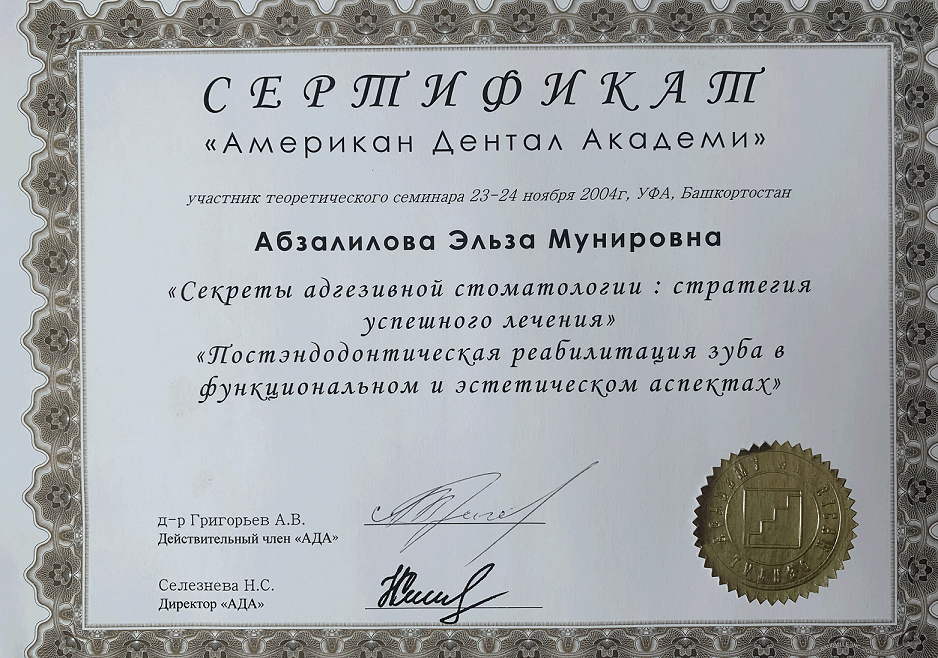 СЕРТИФИКАТ
«Американ Дентал Академи»
участник теоретического семинара 23-24 ноября 2004г, УФА, Башкортостан
Абзалилова Эльза Мунировна
«Секреты адгезивной стоматологии : стратегия
успешного лечения»
«Постэндодонтическая реабилитация зуба в
функциональном и эстетическом аспектах»
д-р Григорьев А.В.
Действительный член «АДА»
Селезнева Н.С.
Директор «АДА»